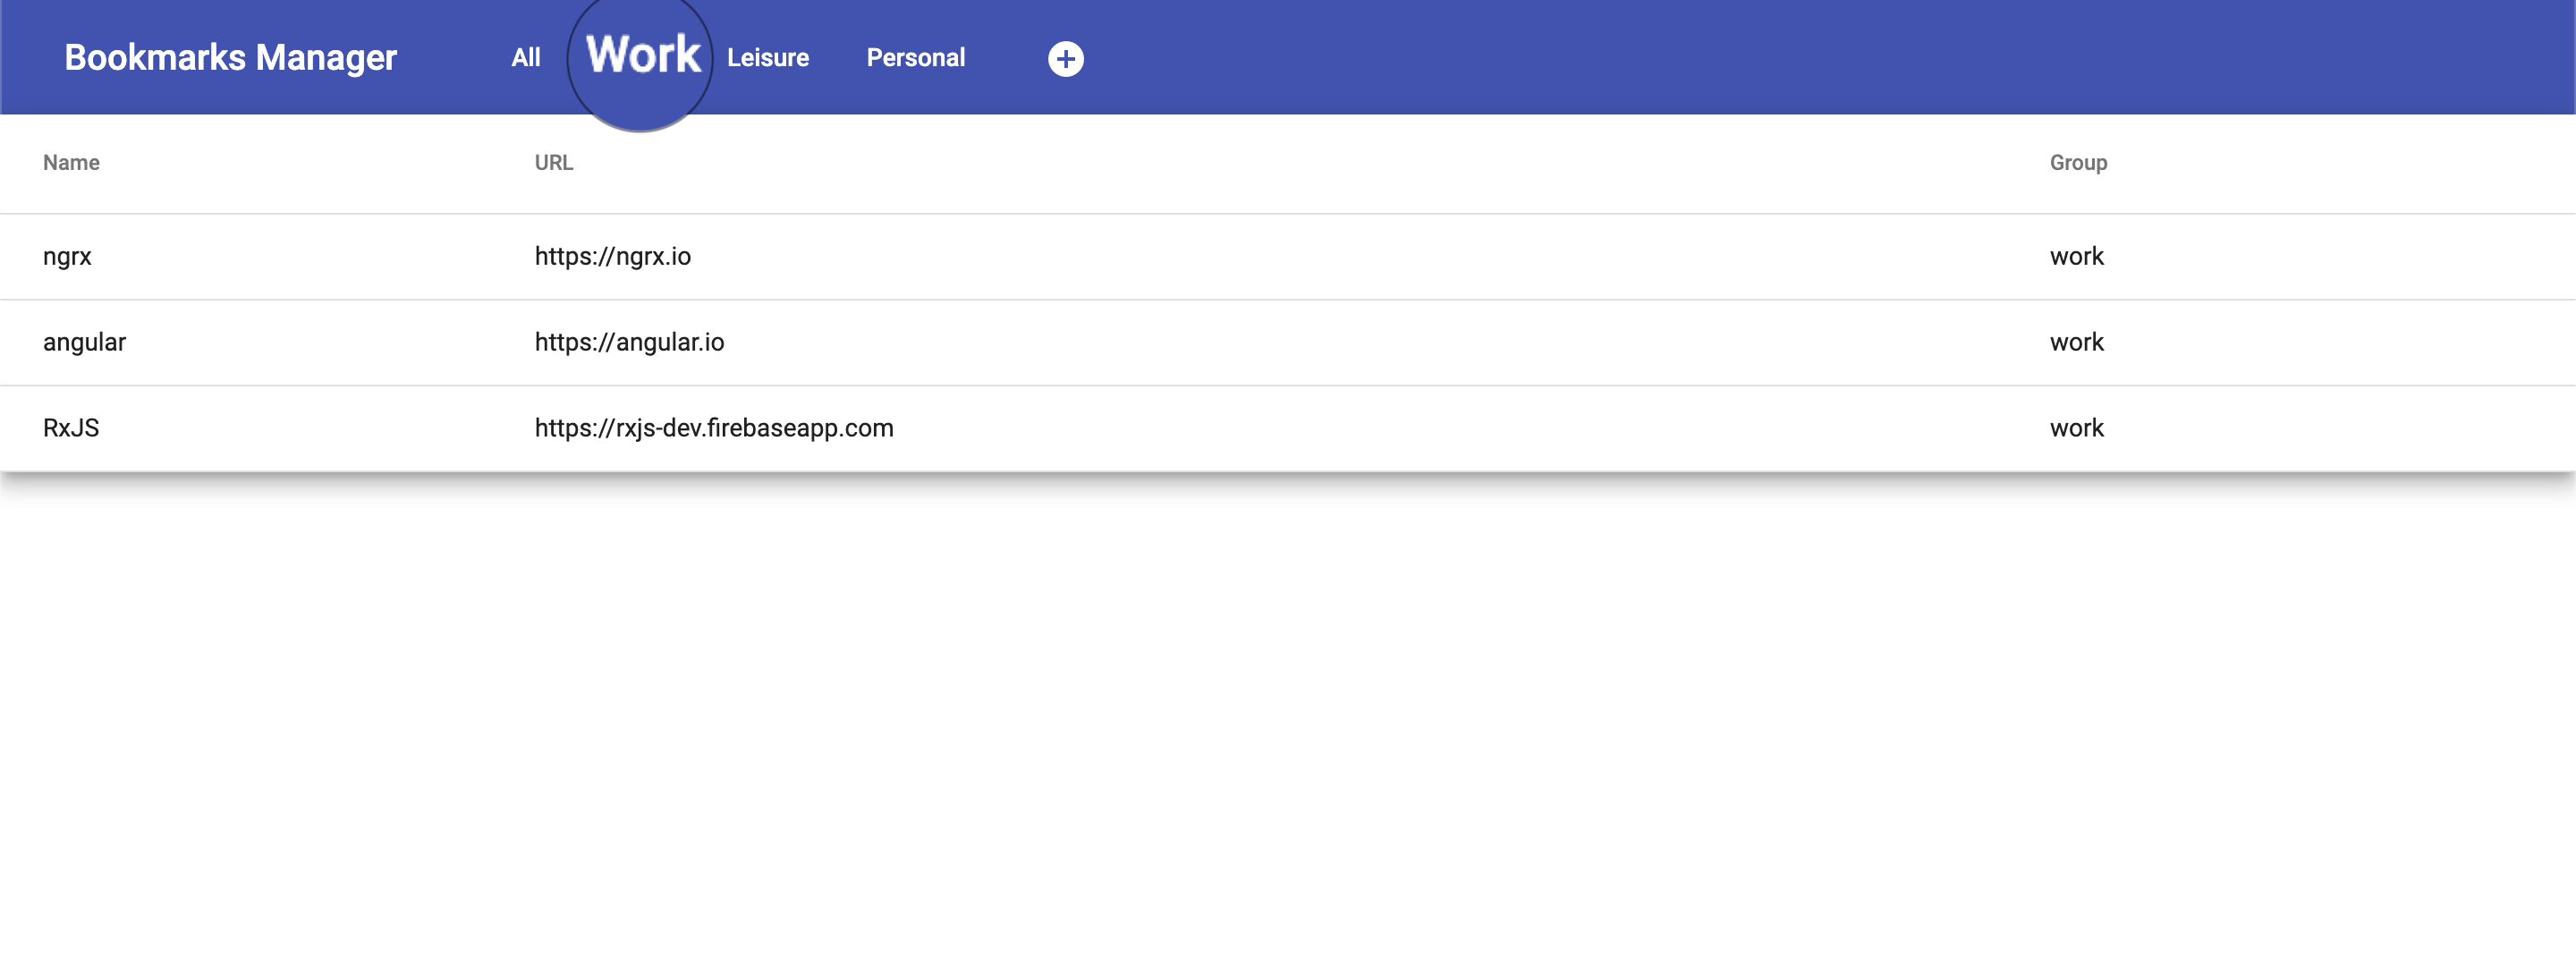 Bookmarks Manager All Work Leisure Personal
Name URL Group
ngrx https://ngrx.io work
angular https://angular.io work
RxJS https://rxjs-dev.firebaseapp.com work